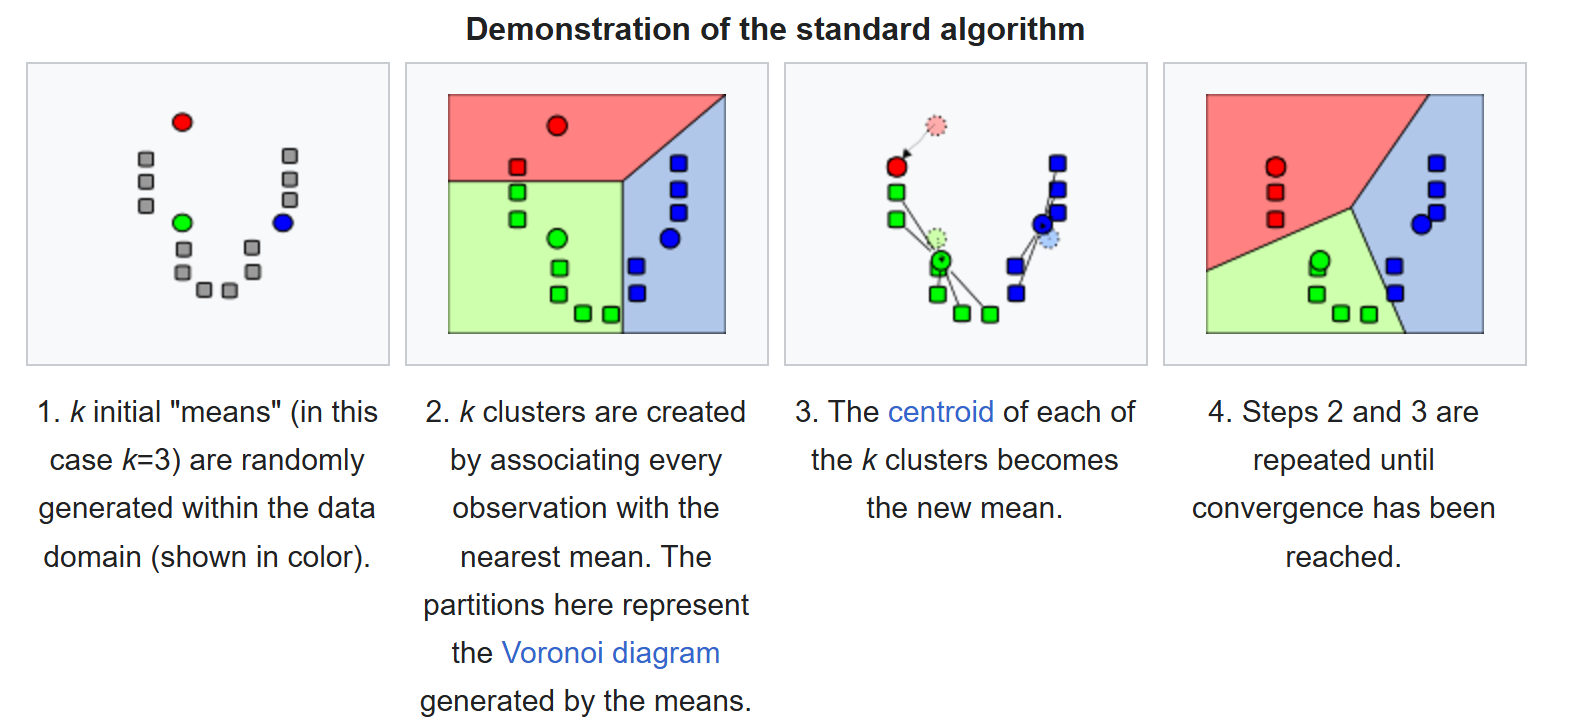 Demonstration of the standard algorithm
1. k initial "means" (in this
case k=3) are randomly
generated within the data
domain (shown in color).
2. k clusters are created
by associating every
observation with the
nearest mean. The
partitions here represent
the Voronoi diagram
generated by the means.
3. The centroid of each of
the k clusters becomes
the new mean.
4. Steps 2 and 3 are
repeated until
convergence has been
reached.